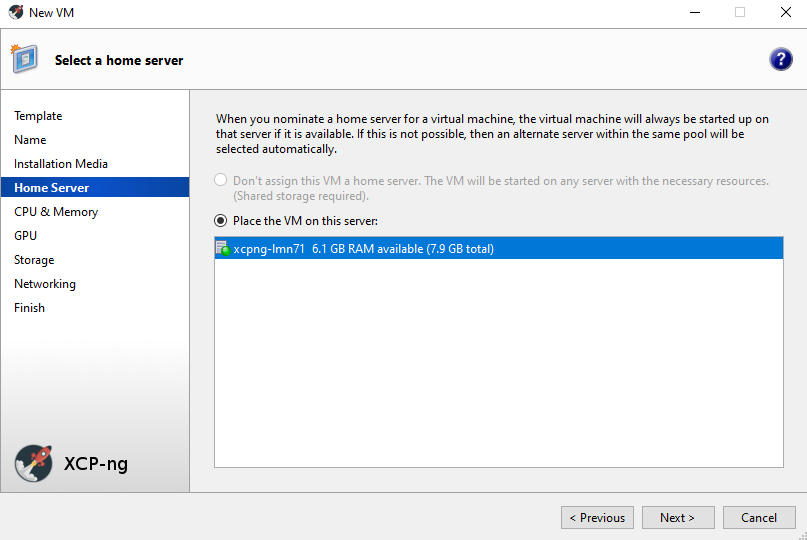 New VM
Select a home server
?
Template
Name
Installation Media
Home Server
CPU & Memory
GPU
Storage
Networking
Finish
XCP-ng
When you nominate a home server for a virtual machine, the virtual machine will always be started up on
that server if it is available. If this is not possible, then an alternate server within the same pool will be
selected automatically.
Don't assign this VM a home server. The VM will be started on any server with the necessary resources.
(Shared storage required).
Place the VM on this server:
xcpng-lmn71 6.1 GB RAM available (7.9 GB total)
< Previous
Next >
Cancel